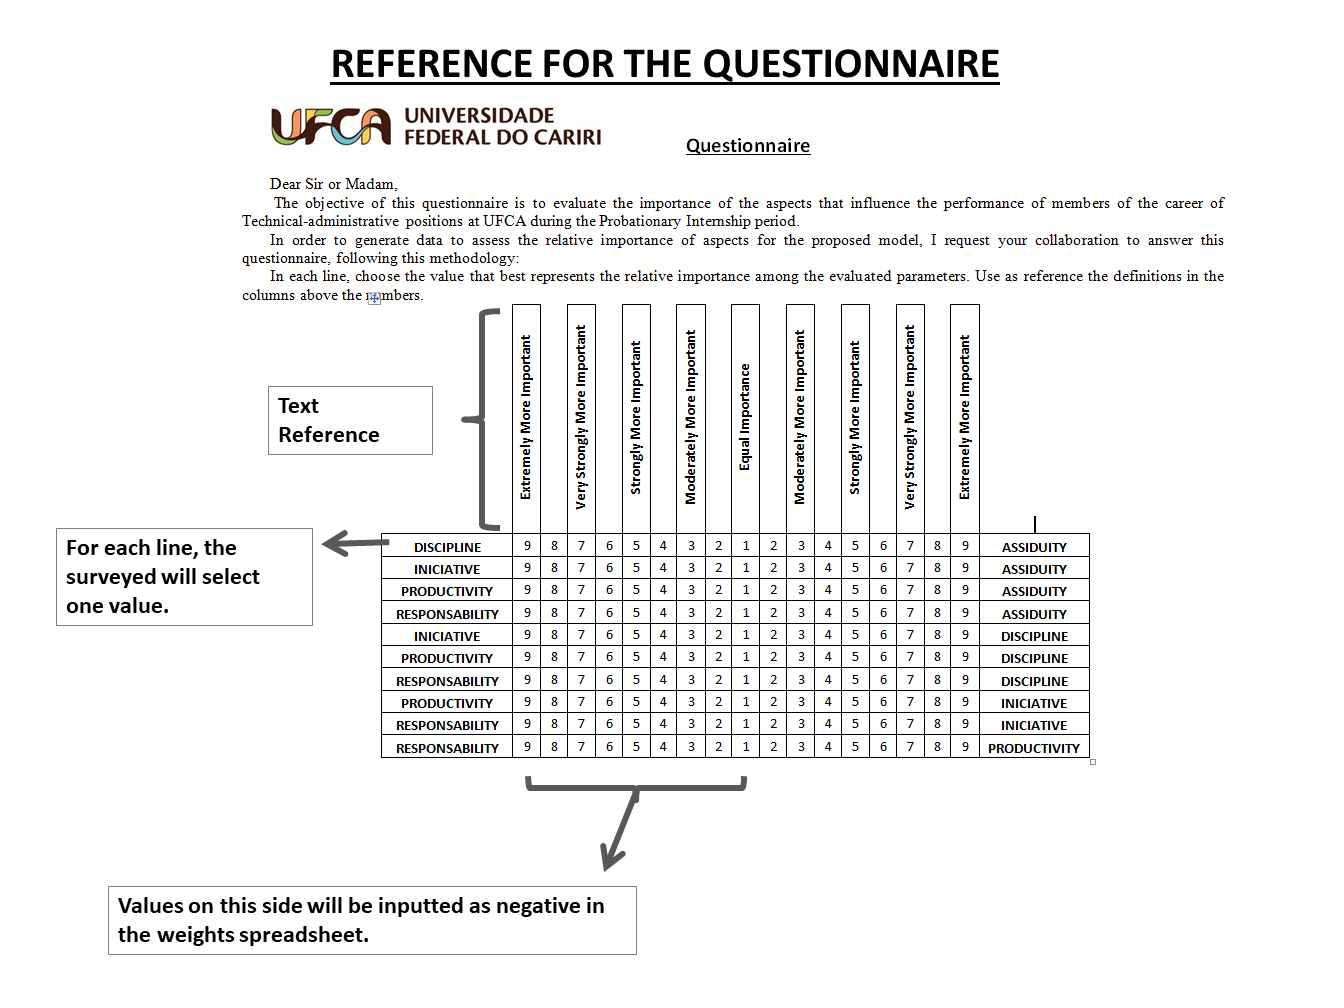 REFERENCE FOR THE QUESTIONNAIRE
UFCA
UNIVERSIDADE
FEDERAL DO CARIRI
Questionnaire
Dear Sir or Madam,
The objective of this questionnaire is to evaluate the importance of the aspects that influence the performance of members of the career of
Technical-administrative positions at UFCA during the Probationary Internship period.
In order to generate data to assess the relative importance of aspects for the proposed model, I request your collaboration to answer this
questionnaire, following this methodology:
In each line, choose the value that best represents the relative importance among the evaluated parameters. Use as reference the definitions in the
columns above the numbers.
Text
Reference
Extremely More Important
Very Strongly More Important
Strongly More Important
Moderately More Important
Equal Importance
Moderately More Important
Strongly More Important
Very Strongly More Important
Extremely More Important
For each line, the
surveyed will select
one value.
DISCIPLINE 9 8 7 6 5 4 3 2 1 2 3 4 5 6 7 8 9 ASSIDUITY
INICIATIVE 9 8 7 6 5 4 3 2 1 2 3 4 5 6 7 8 9 ASSIDUITY
PRODUCTIVITY 9 8 7 6 5 4 3 2 1 2 3 4 5 6 7 8 9 ASSIDUITY
RESPONSABILITY 9 8 7 6 5 4 3 2 1 2 3 4 5 6 7 8 9 ASSIDUITY
INICIATIVE 9 8 7 6 5 4 3 2 1 2 3 4 5 6 7 8 9 DISCIPLINE
PRODUCTIVITY 9 8 7 6 5 4 3 2 1 2 3 4 5 6 7 8 9 DISCIPLINE
RESPONSABILITY 9 8 7 6 5 4 3 2 1 2 3 4 5 6 7 8 9 DISCIPLINE
PRODUCTIVITY 9 8 7 6 5 4 3 2 1 2 3 4 5 6 7 8 9 INICIATIVE
RESPONSABILITY 9 8 7 6 5 4 3 2 1 2 3 4 5 6 7 8 9 INICIATIVE
RESPONSABILITY 9 8 7 6 5 4 3 2 1 2 3 4 5 6 7 8 9 PRODUCTIVITY
Values on this side will be inputted as negative in
the weights spreadsheet.